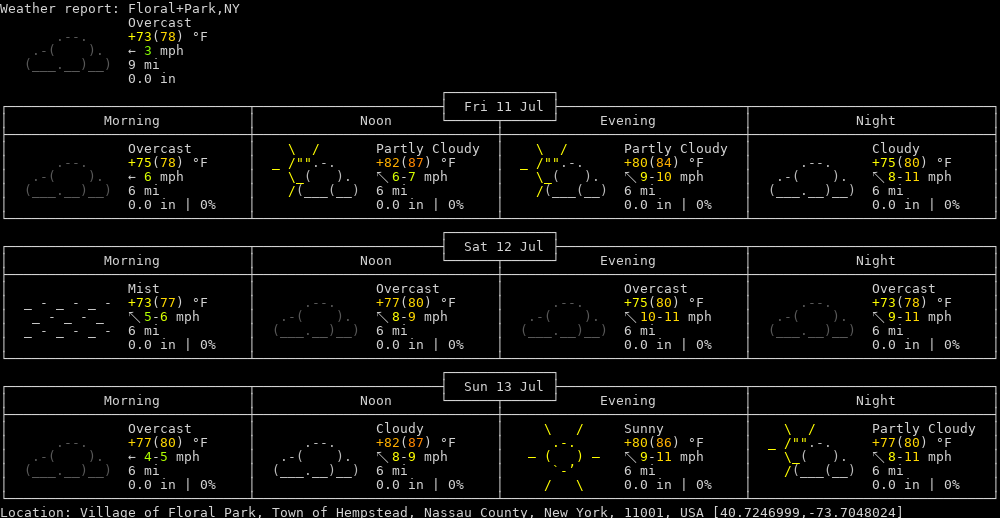 Weather report: Floral+Park,NY
Overcast
+73(78) °F
← 3 mph
9 mi
0.0 in
Fri 11 Jul
Morning Noon Evening Night
Overcast Partly Cloudy Partly Cloudy Cloudy
+75(78) °F +82(87) °F +80(84) °F +75(80) °F
← 6 mph ↖ 6-7 mph ↖ 9-10 mph ↖ 8-11 mph
6 mi 6 mi 6 mi 6 mi
0.0 in | 0% 0.0 in | 0% 0.0 in | 0% 0.0 in | 0%
Sat 12 Jul
Morning Noon Evening Night
Mist Overcast Overcast Overcast
+73(77) °F +77(80) °F +75(80) °F +73(78) °F
↖ 5-6 mph ↖ 8-9 mph ↖ 10-11 mph ↖ 9-11 mph
6 mi 6 mi 6 mi 6 mi
0.0 in | 0% 0.0 in | 0% 0.0 in | 0% 0.0 in | 0%
Sun 13 Jul
Morning Noon Evening Night
Overcast Cloudy Sunny Partly Cloudy
+77(80) °F +82(87) °F +80(86) °F +77(80) °F
← 4-5 mph ↖ 8-9 mph ↖ 9-11 mph ↖ 8-11 mph
6 mi 6 mi 6 mi 6 mi
0.0 in | 0% 0.0 in | 0% 0.0 in | 0% 0.0 in | 0%
Location: Village of Floral Park, Town of Hempstead, Nassau County, New York, 11001, USA [40.7246999,-73.7048024]